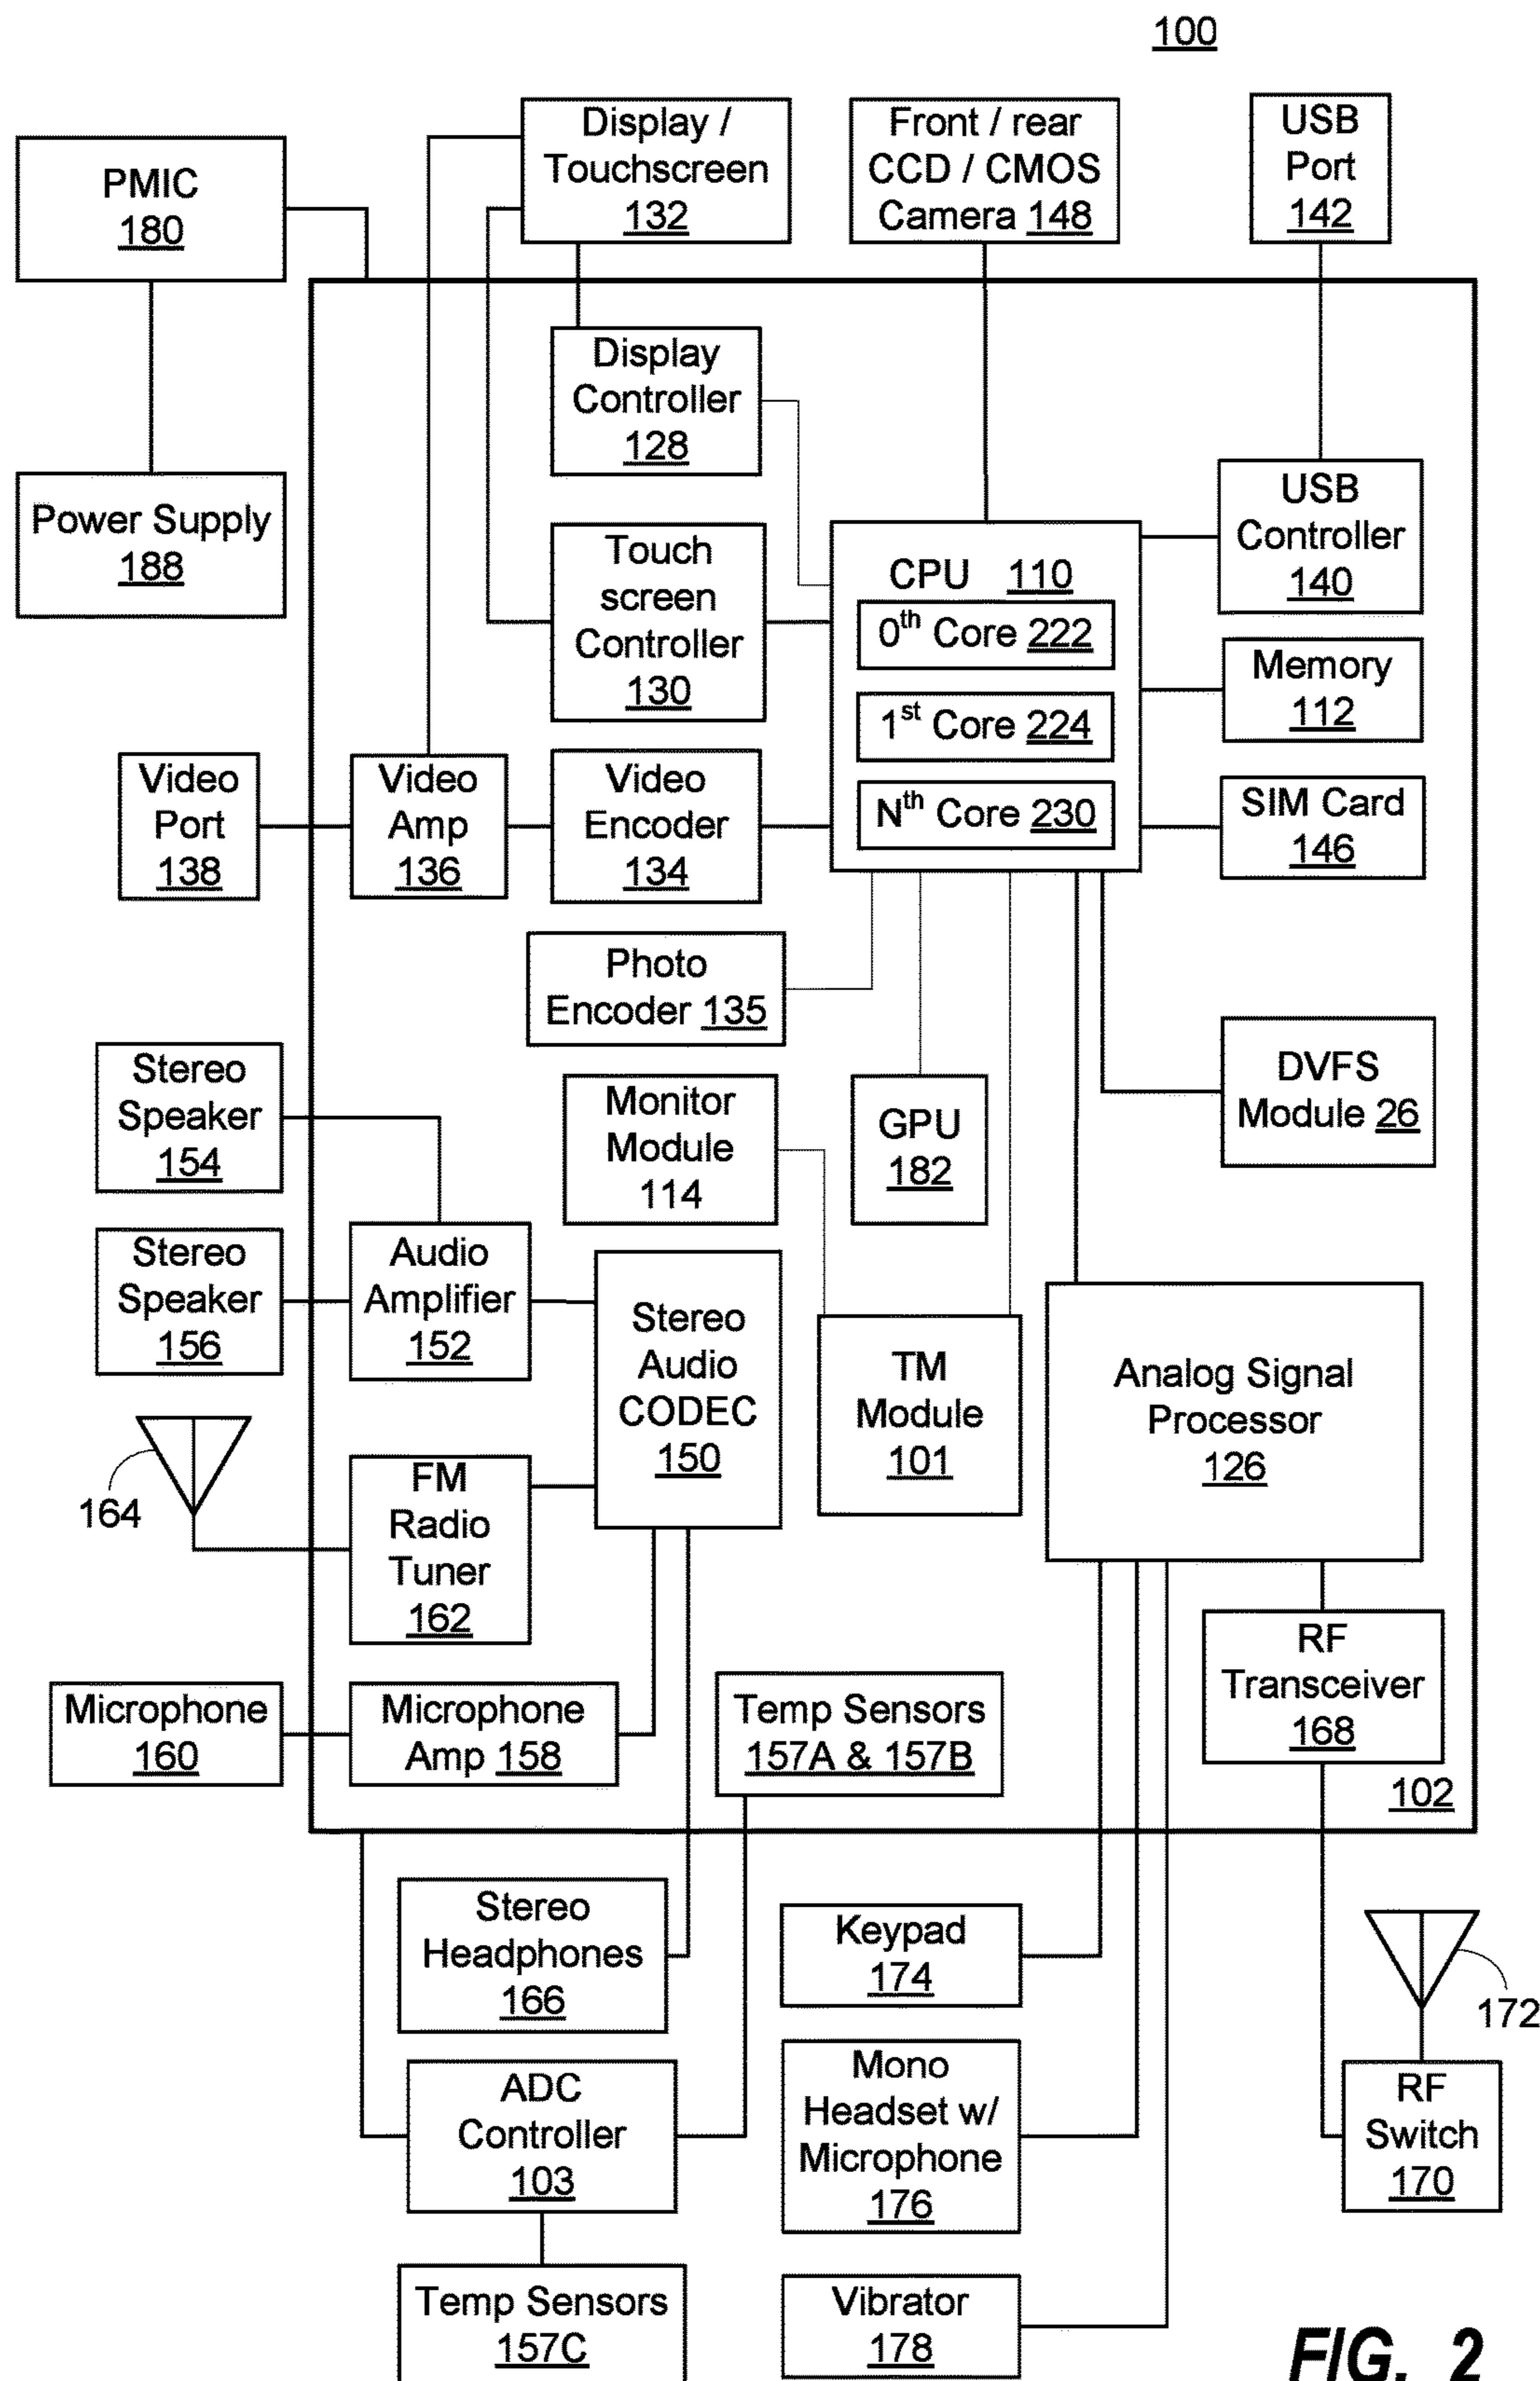 100
PMIC
180
Display /
Touchscreen
132
Front / rear
CCD / CMOS
Camera 148
USB
Port
142
Power Supply
188
Display
Controller
128
Touch
screen
Controller
130
CPU 110
0th Core 222
1st Core 224
Nth Core 230
USB
Controller
140
Memory
112
SIM Card
146
Video
Port
138
Video
Amp
136
Video
Encoder
134
Photo
Encoder 135
Stereo
Speaker
154
Monitor
Module
114
GPU
182
DVFS
Module 26
Stereo
Speaker
156
Audio
Amplifier
152
Stereo
Audio
CODEC
150
TM
Module
101
Analog Signal
Processor
126
164
FM
Radio
Tuner
162
RF
Transceiver
168
Microphone
160
Microphone
Amp 158
Temp Sensors
157A & 157B
102
Stereo
Headphones
166
Keypad
174
172
ADC
Controller
103
Mono
Headset w/
Microphone
176
RF
Switch
170
Temp Sensors
157C
Vibrator
178
FIG. 2